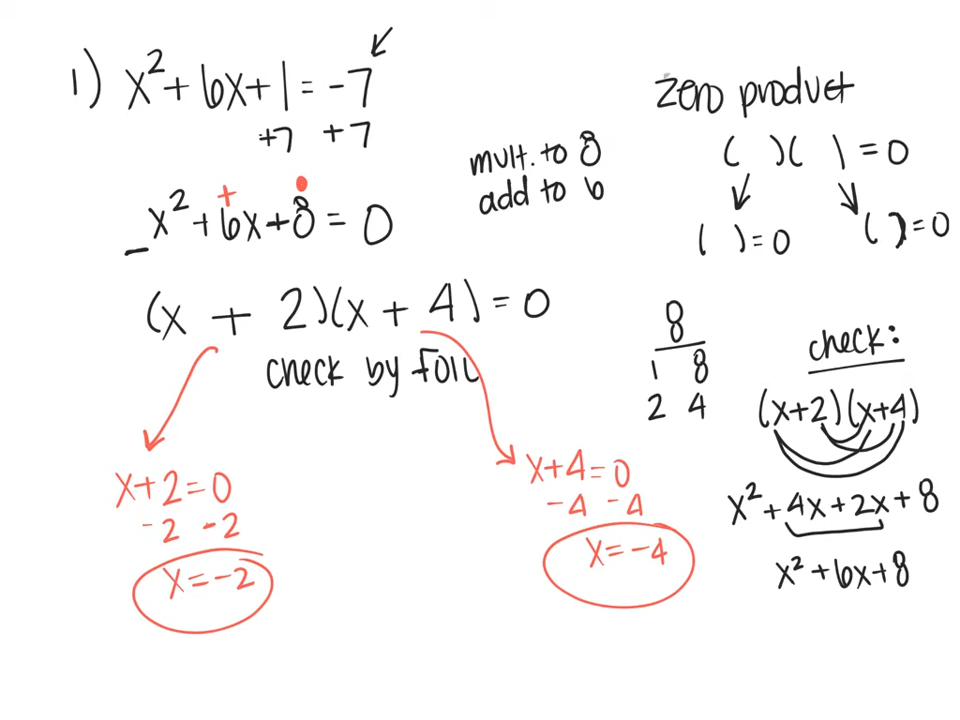 1) x² + 6x + 1 = -7
+7 +7
x² + 6x + 8 = 0
+ •
(x + 2)(x + 4) = 0
check by FOIL
x+2=0
-2 -2
x=-2
x+4=0
-4 -4
x=-4
mult. to 8
add to 6
zero product
( )( ) = 0
( ) = 0 ( ) = 0
8
1 8
2 4
check:
(x+2)(x+4)
x² + 4x + 2x + 8
x² + 6x + 8